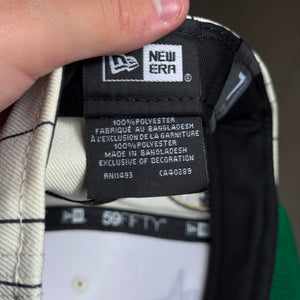 NEW
ERA
100%POLYESTER
FABRIQUÉ AU BANGLADESH
À L'EXCLUSION DE LA GARNITURE
100%POLYESTER
MADE IN BANGLADESH
EXCLUSIVE OF DECORATION
RN11493 CA40289
59FIFTY